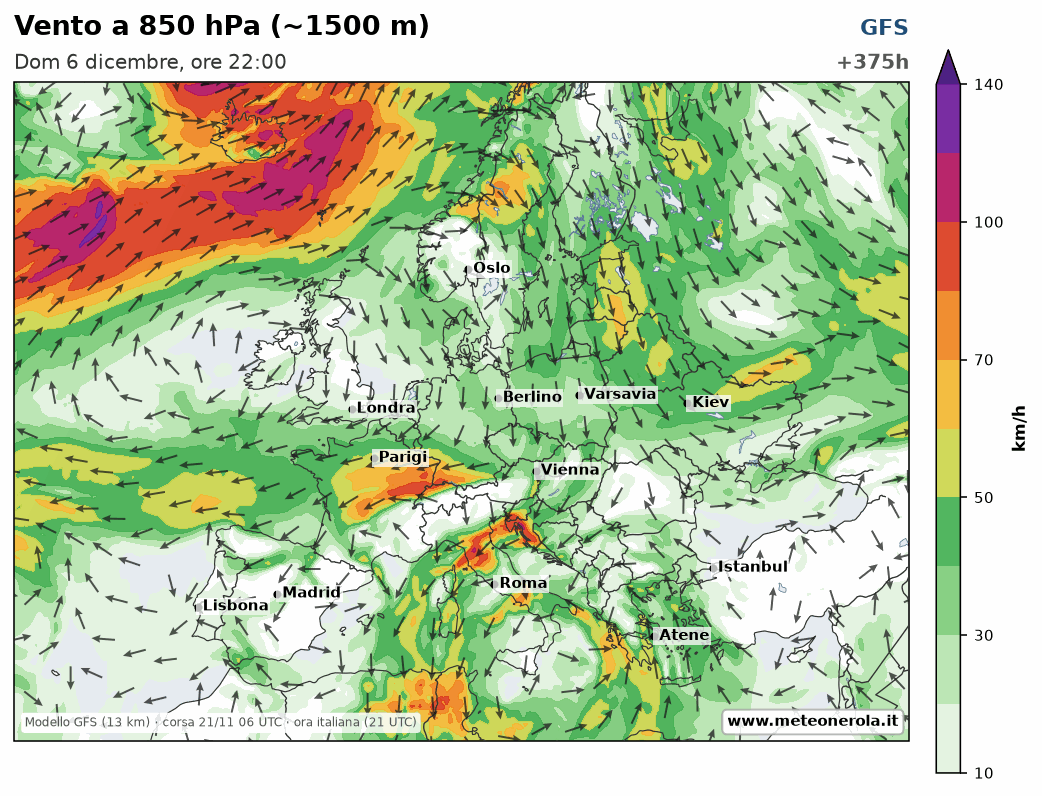 Vento a 850 hPa (~1500 m)
GFS
Dom 6 dicembre, ore 22:00
+375h
140
100
70
50
30
10
km/h
Oslo
Berlino
Varsavia
Kiev
Londra
Parigi
Vienna
Istanbul
Roma
Madrid
Lisbona
Atene
Modello GFS (13 km) · corsa 21/11 06 UTC · ora italiana (21 UTC)
www.meteonerola.it